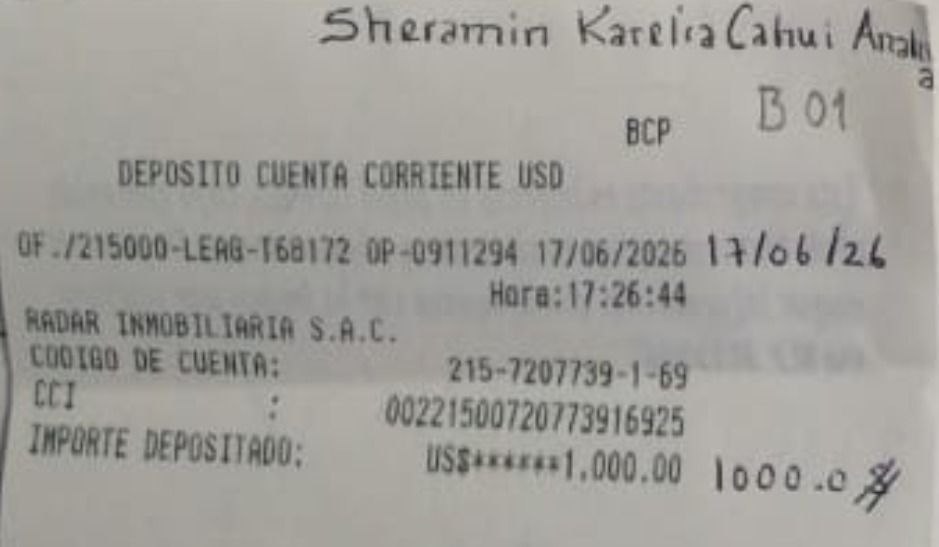 Sheramin Karelia Cahui Anahu
a
B 01
BCP
DEPOSITO CUENTA CORRIENTE USD
OF./215000-LEAG-T68172 OP-0911294 17/06/2026 17/06/26
Hora:17:26:44
RADAR INMOBILIARIA S.A.C.
CODIGO DE CUENTA: 215-7207739-1-69
CCI : 00221500720773916925
IMPORTE DEPOSITADO: US$******1,000.00 1000.0 $